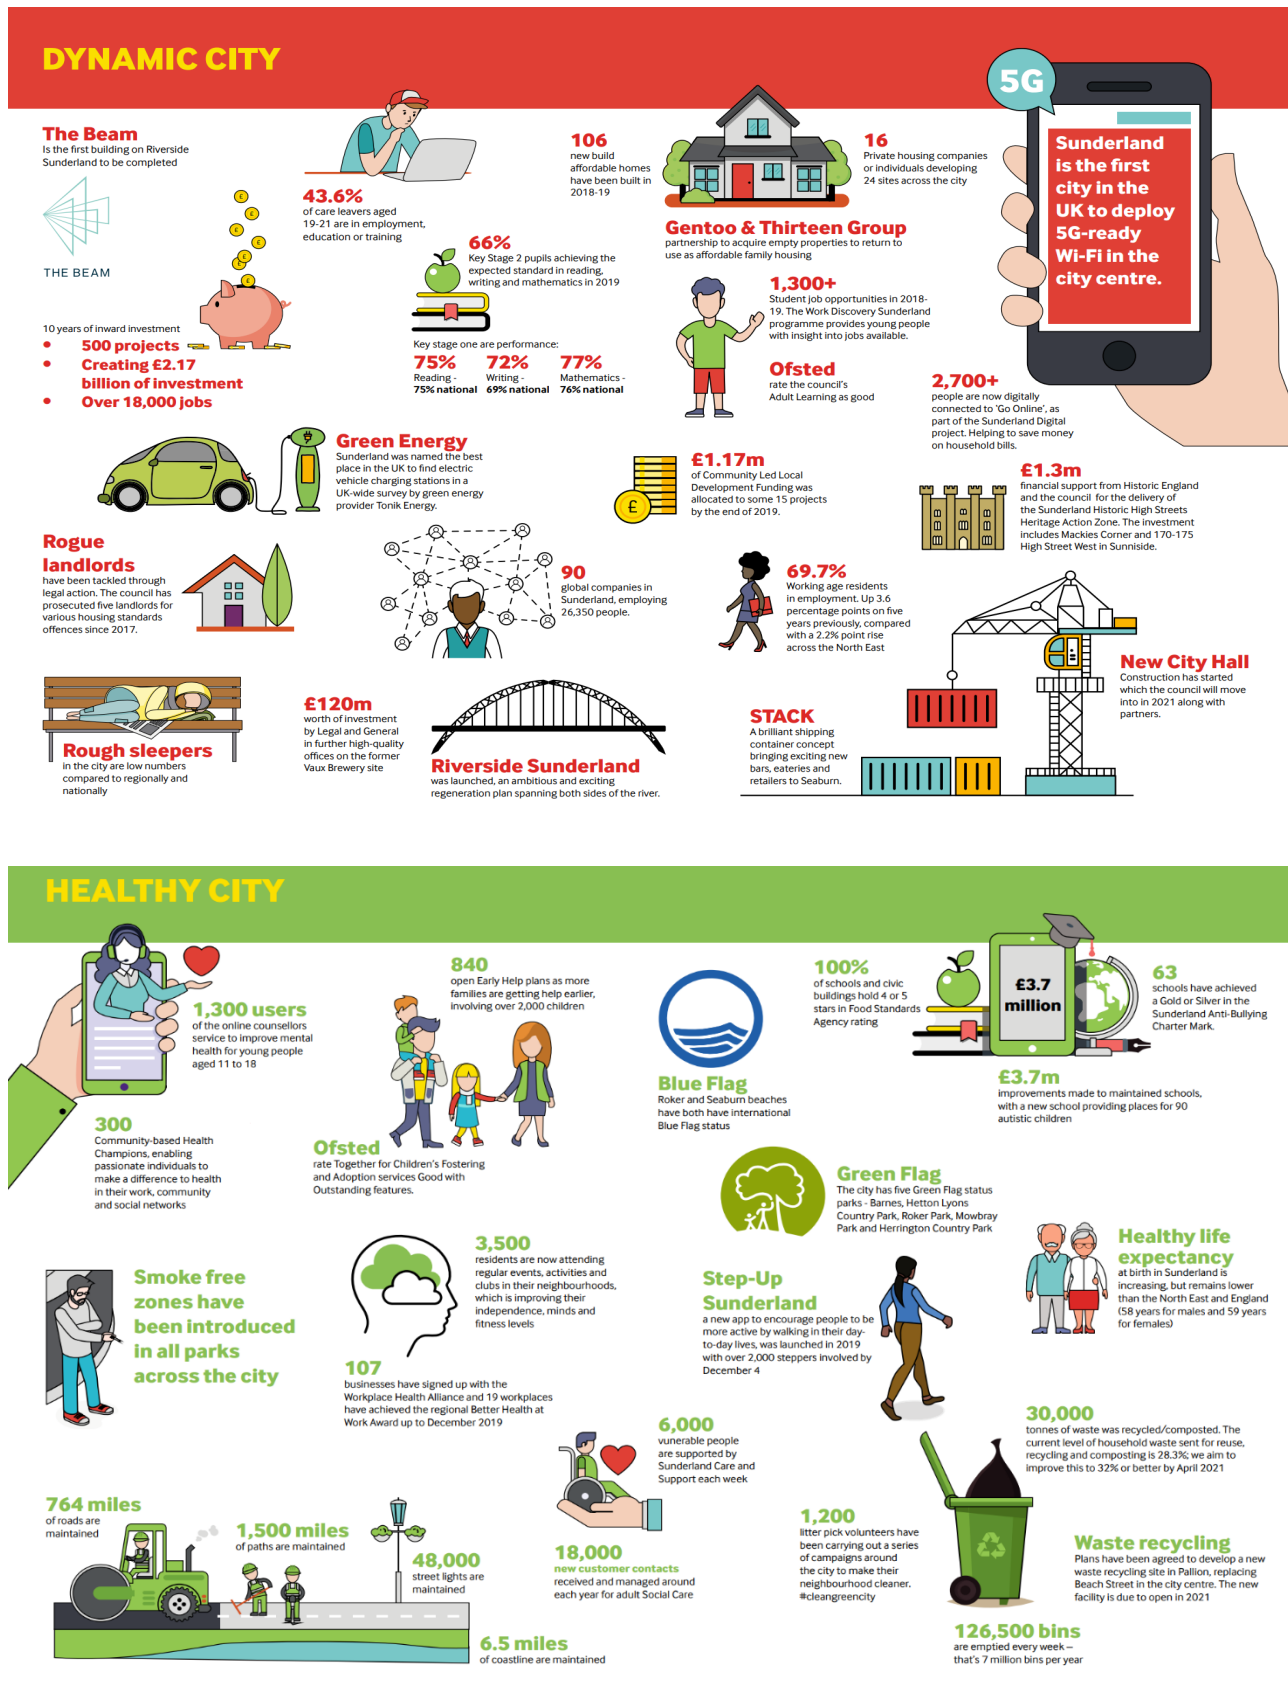 DYNAMIC CITY
5G
Sunderland
is the first
city in the
UK to deploy
5G-ready
Wi-Fi in the
city centre.
The Beam
Is the first building on Riverside
Sunderland to be completed
THE BEAM
10 years of inward investment
• 500 projects
• Creating £2.17
billion of investment
• Over 18,000 jobs
43.6%
of care leavers aged
19-21 are in employment,
education or training
66%
Key Stage 2 pupils achieving the
expected standard in reading,
writing and mathematics in 2019
Key stage one are performance:
75% 72% 77%
Reading - Writing - Mathematics -
75% national 69% national 76% national
106
new build
affordable homes
have been built in
2018-19
16
Private housing companies
or individuals developing
24 sites across the city
Gentoo & Thirteen Group
partnership to acquire empty properties to return to
use as affordable family housing
1,300+
Student job opportunities in 2018-
19. The Work Discovery Sunderland
programme provides young people
with insight into jobs available.
Ofsted
rate the council's
Adult Learning as good
2,700+
people are now digitally
connected to 'Go Online', as
part of the Sunderland Digital
project. Helping to save money
on household bills.
Green Energy
Sunderland was named the best
place in the UK to find electric
vehicle charging stations in a
UK-wide survey by green energy
provider Tonik Energy.
£
£1.17m
of Community Led Local
Development Funding was
allocated to some 15 projects
by the end of 2019.
£1.3m
financial support from Historic England
and the council for the delivery of
the Sunderland Historic High Streets
Heritage Action Zone. The investment
includes Mackies Corner and 170-175
High Street West in Sunniside.
Rogue
landlords
have been tackled through
legal action. The council has
prosecuted five landlords for
various housing standards
offences since 2017.
90
global companies in
Sunderland, employing
26,350 people.
69.7%
Working age residents
in employment. Up 3.6
percentage points on five
years previously, compared
with a 2.2% point rise
across the North East
New City Hall
Construction has started
which the council will move
into in 2021 along with
partners.
Rough sleepers
in the city are low numbers
compared to regionally and
nationally
£120m
worth of investment
by Legal and General
in further high-quality
offices on the former
Vaux Brewery site
Riverside Sunderland
was launched, an ambitious and exciting
regeneration plan spanning both sides of the river.
STACK
A brilliant shipping
container concept
bringing exciting new
bars, eateries and
retailers to Seaburn.
HEALTHY CITY
1,300 users
of the online counsellors
service to improve mental
health for young people
aged 11 to 18
300
Community-based Health
Champions, enabling
passionate individuals to
make a difference to health
in their work, community
and social networks
840
open Early Help plans as more
families are getting help earlier,
involving over 2,000 children
Ofsted
rate Together for Children's Fostering
and Adoption services Good with
Outstanding features.
Blue Flag
Roker and Seaburn beaches
have both have international
Blue Flag status
100%
of schools and civic
buildings hold 4 or 5
stars in Food Standards
Agency rating
£3.7
million
63
schools have achieved
a Gold or Silver in the
Sunderland Anti-Bullying
Charter Mark.
£3.7m
improvements made to maintained schools,
with a new school providing places for 90
autistic children
Green Flag
The city has five Green Flag status
parks - Barnes, Hetton Lyons
Country Park, Roker Park, Mowbray
Park and Herrington Country Park
Smoke free
zones have
been introduced
in all parks
across the city
3,500
residents are now attending
regular events, activities and
clubs in their neighbourhoods,
which is improving their
independence, minds and
fitness levels
107
businesses have signed up with the
Workplace Health Alliance and 19 workplaces
have achieved the regional Better Health at
Work Award up to December 2019
Step-Up
Sunderland
a new app to encourage people to be
more active by walking in their day-
to-day lives, was launched in 2019
with over 2,000 steppers involved by
December 4
Healthy life
expectancy
at birth in Sunderland is
increasing, but remains lower
than the North East and England
(58 years for males and 59 years
for females)
6,000
vunerable people
are supported by
Sunderland Care and
Support each week
30,000
tonnes of waste was recycled/composted. The
current level of household waste sent for reuse,
recycling and composting is 28.3%; we aim to
improve this to 32% or better by April 2021
764 miles
of roads are
maintained
1,500 miles
of paths are maintained
48,000
street lights are
maintained
18,000
new customer contacts
received and managed around
each year for adult Social Care
1,200
litter pick volunteers have
been carrying out a series
of campaigns around
the city to make their
neighbourhood cleaner.
#cleangreencity
Waste recycling
Plans have been agreed to develop a new
waste recycling site in Pallion, replacing
Beach Street in the city centre. The new
facility is due to open in 2021
6.5 miles
of coastline are maintained
126,500 bins
are emptied every week –
that's 7 million bins per year